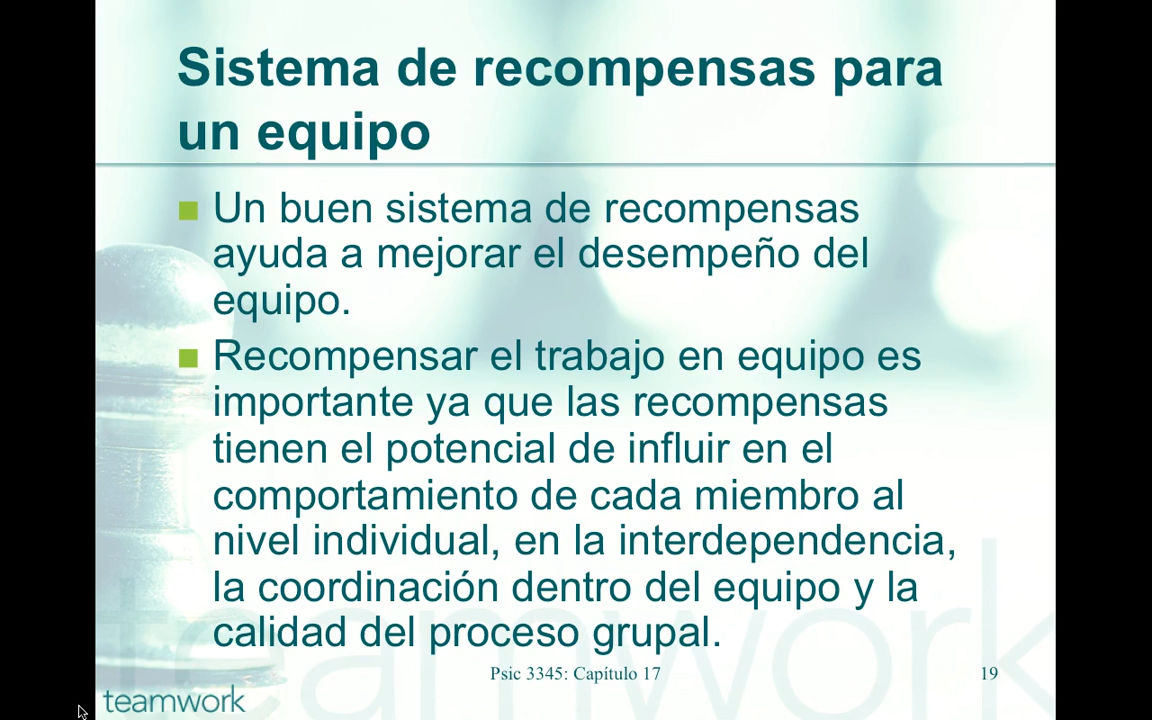 Sistema de recompensas para
un equipo
Un buen sistema de recompensas
ayuda a mejorar el desempeño del
equipo.
Recompensar el trabajo en equipo es
importante ya que las recompensas
tienen el potencial de influir en el
comportamiento de cada miembro al
nivel individual, en la interdependencia,
la coordinación dentro del equipo y la
calidad del proceso grupal.
teamwork
Psic 3345: Capítulo 17
19
teamwork